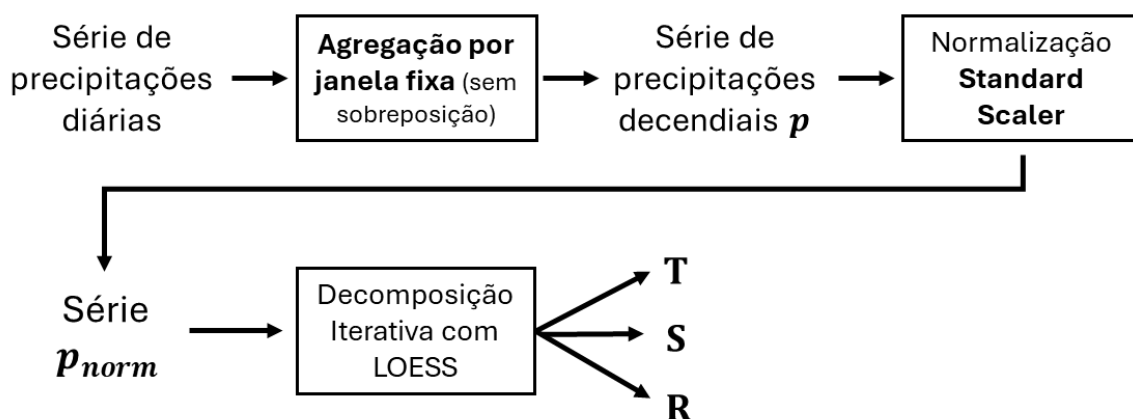 Série de
precipitações
diárias
Agregação por
janela fixa (sem
sobreposição)
Série de
precipitações
decendiais p
Normalização
Standard
Scaler
Série
p_norm
Decomposição
Iterativa com
LOESS
T
S
R